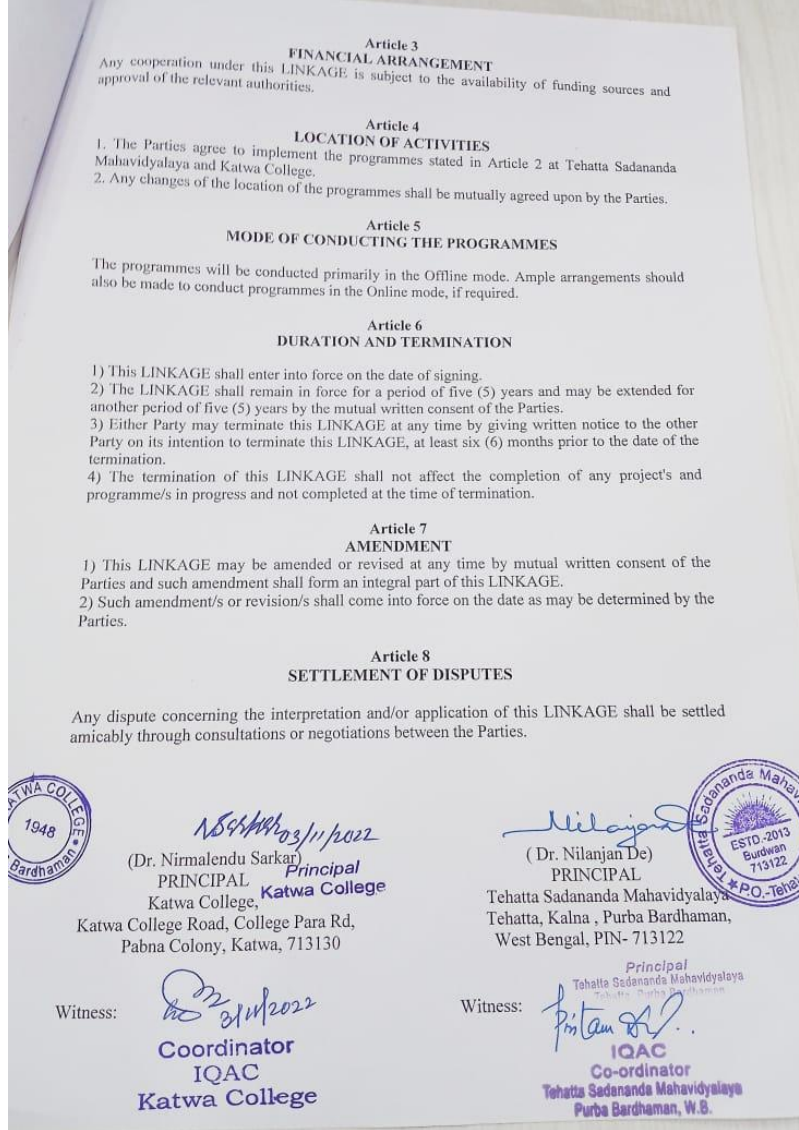 Article 3
FINANCIAL ARRANGEMENT
Any cooperation under this LINKAGE is subject to the availability of funding sources and
approval of the relevant authorities.
Article 4
LOCATION OF ACTIVITIES
1. The Parties agree to implement the programmes stated in Article 2 at Tehatta Sadananda
Mahavidyalaya and Katwa College.
2. Any changes of the location of the programmes shall be mutually agreed upon by the Parties.
Article 5
MODE OF CONDUCTING THE PROGRAMMES
The programmes will be conducted primarily in the Offline mode. Ample arrangements should
also be made to conduct programmes in the Online mode, if required.
Article 6
DURATION AND TERMINATION
1) This LINKAGE shall enter into force on the date of signing.
2) The LINKAGE shall remain in force for a period of five (5) years and may be extended for
another period of five (5) years by the mutual written consent of the Parties.
3) Either Party may terminate this LINKAGE at any time by giving written notice to the other
Party on its intention to terminate this LINKAGE, at least six (6) months prior to the date of the
termination.
4) The termination of this LINKAGE shall not affect the completion of any project's and
programme/s in progress and not completed at the time of termination.
Article 7
AMENDMENT
1) This LINKAGE may be amended or revised at any time by mutual written consent of the
Parties and such amendment shall form an integral part of this LINKAGE.
2) Such amendment/s or revision/s shall come into force on the date as may be determined by the
Parties.
Article 8
SETTLEMENT OF DISPUTES
Any dispute concerning the interpretation and/or application of this LINKAGE shall be settled
amicably through consultations or negotiations between the Parties.
TWA COLLEGE
1948
Bardhaman
03/11/2022
(Dr. Nirmalendu Sarkar)
Principal
PRINCIPAL
Katwa College
Katwa College,
Katwa College Road, College Para Rd,
Pabna Colony, Katwa, 713130
Witness:
3/11/2022
Coordinator
IQAC
Katwa College
Tehatta Sadananda Mahav
ESTD.-2013
Burdwan
713122
P.O.-Teha
Nilanjan De
( Dr. Nilanjan De)
PRINCIPAL
Tehatta Sadananda Mahavidyalaya
Tehatta, Kalna , Purba Bardhaman,
West Bengal, PIN- 713122
Principal
Tehatta Sadananda Mahavidyalaya
Tehatta, Purba Bardhaman
Witness:
Pritam
IQAC
Co-ordinator
Tehatta Sadananda Mahavidyalaya
Purba Bardhaman, W.B.